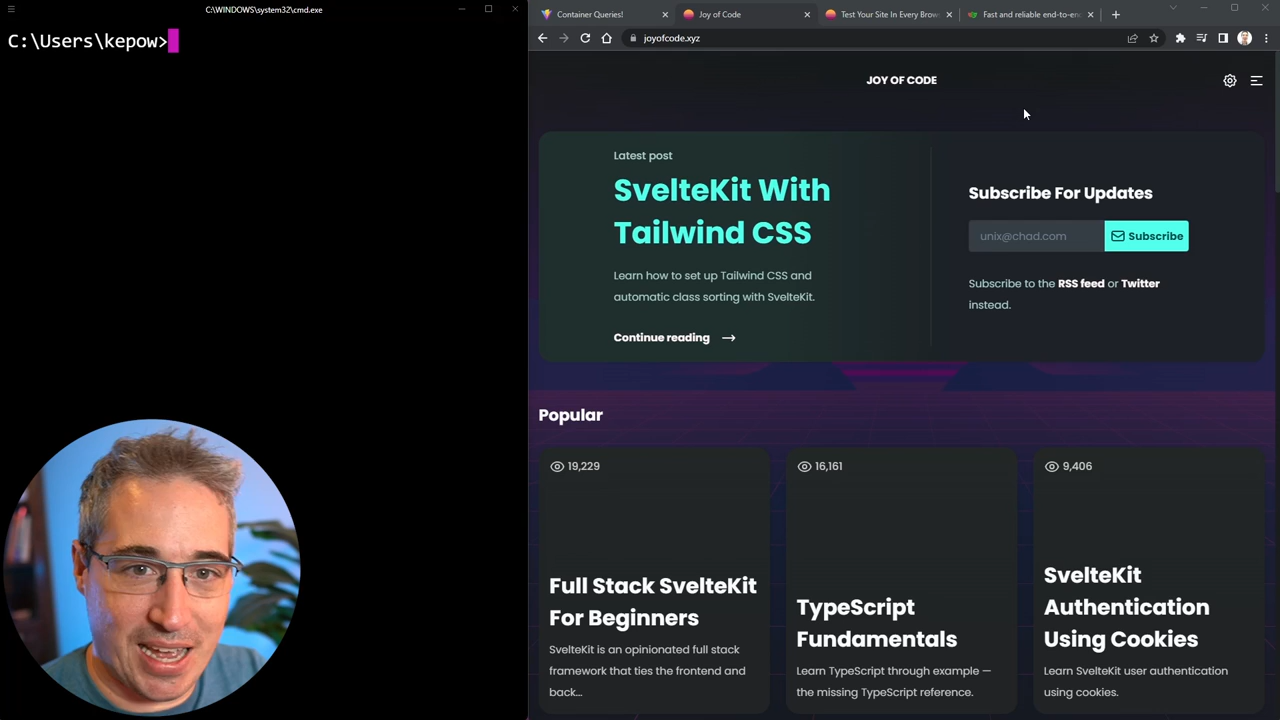 C:\WINDOWS\system32\cmd.exe
C:\Users\kepow>
Container Queries!
Joy of Code
Test Your Site In Every Brow
Fast and reliable end-to-en
joyofcode.xyz
JOY OF CODE
Latest post
SvelteKit With
Tailwind CSS
Learn how to set up Tailwind CSS and
automatic class sorting with SvelteKit.
Continue reading
Subscribe For Updates
unix@chad.com
Subscribe
Subscribe to the RSS feed or Twitter
instead.
Popular
19,229
Full Stack SvelteKit
For Beginners
SvelteKit is an opinionated full stack
framework that ties the frontend and
back...
16,161
TypeScript
Fundamentals
Learn TypeScript through example —
the missing TypeScript reference.
9,406
SvelteKit
Authentication
Using Cookies
Learn SvelteKit user authentication
using cookies.